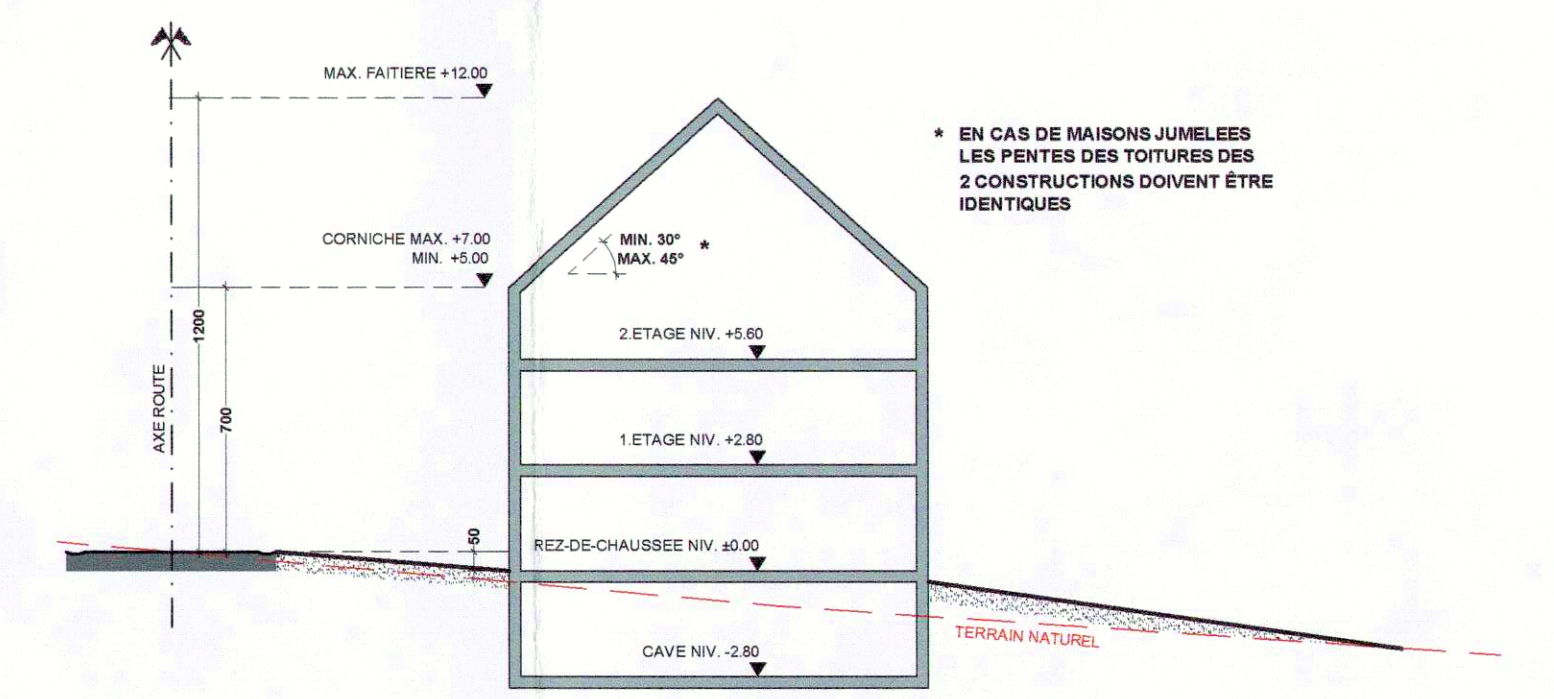 MAX. FAITIERE +12.00
* EN CAS DE MAISONS JUMELEES
LES PENTES DES TOITURES DES
2 CONSTRUCTIONS DOIVENT ÊTRE
IDENTIQUES
CORNICHE MAX. +7.00
MIN. +5.00
MIN. 30° *
MAX. 45°
1200
700
AXE ROUTE
2.ETAGE NIV. +5.60
1.ETAGE NIV. +2.80
50
REZ-DE-CHAUSSEE NIV. ±0.00
TERRAIN NATUREL
CAVE NIV. -2.80